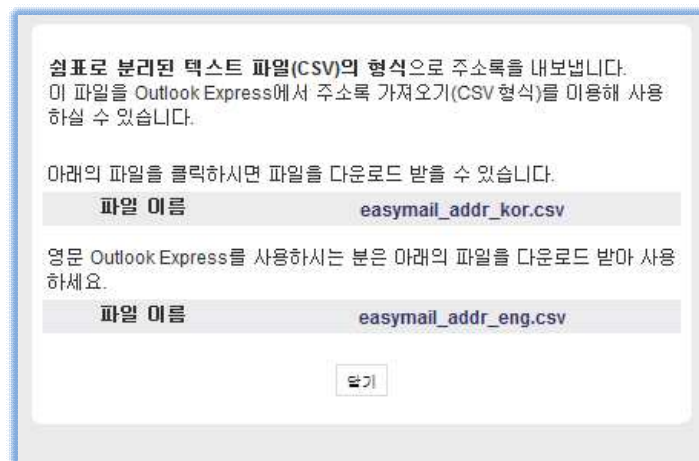 쉼표로 분리된 텍스트 파일(CSV)의 형식으로 주소록을 내보냅니다.
이 파일을 Outlook Express에서 주소록 가져오기(CSV 형식)를 이용해 사용
하실 수 있습니다.
아래의 파일을 클릭하시면 파일을 다운로드 받을 수 있습니다.
파일 이름 easymail_addr_kor.csv
영문 Outlook Express를 사용하시는 분은 아래의 파일을 다운로드 받아 사용
하세요.
파일 이름 easymail_addr_eng.csv
닫기